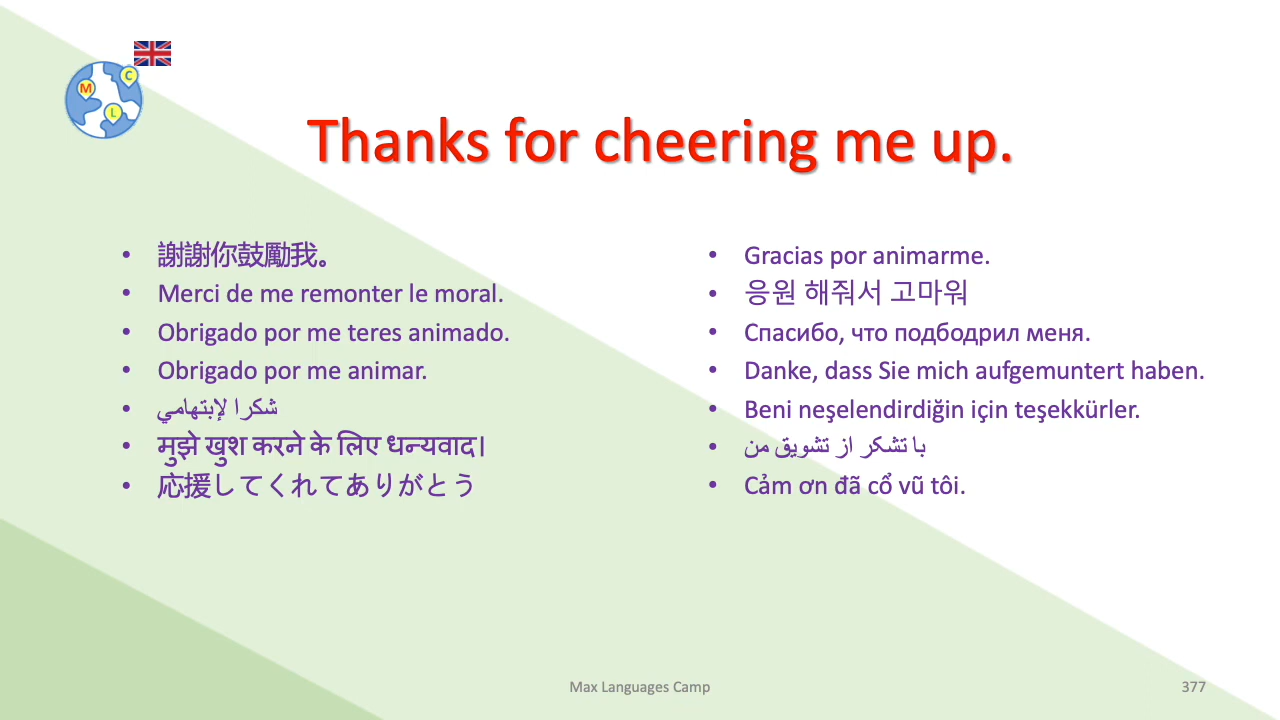 M
C
L
Thanks for cheering me up.
• 謝謝你鼓勵我。
• Merci de me remonter le moral.
• Obrigado por me teres animado.
• Obrigado por me animar.
• شكرا لإبتهامي
• मुझे खुश करने के लिए धन्यवाद।
• 応援してくれてありがとう
• Gracias por animarme.
• 응원 해줘서 고마워
• Спасибо, что подбодрил меня.
• Danke, dass Sie mich aufgemuntert haben.
• Beni neşelendirdiğin için teşekkürler.
• با تشکر از تشویق من
• Cảm ơn đã cổ vũ tôi.
Max Languages Camp
377